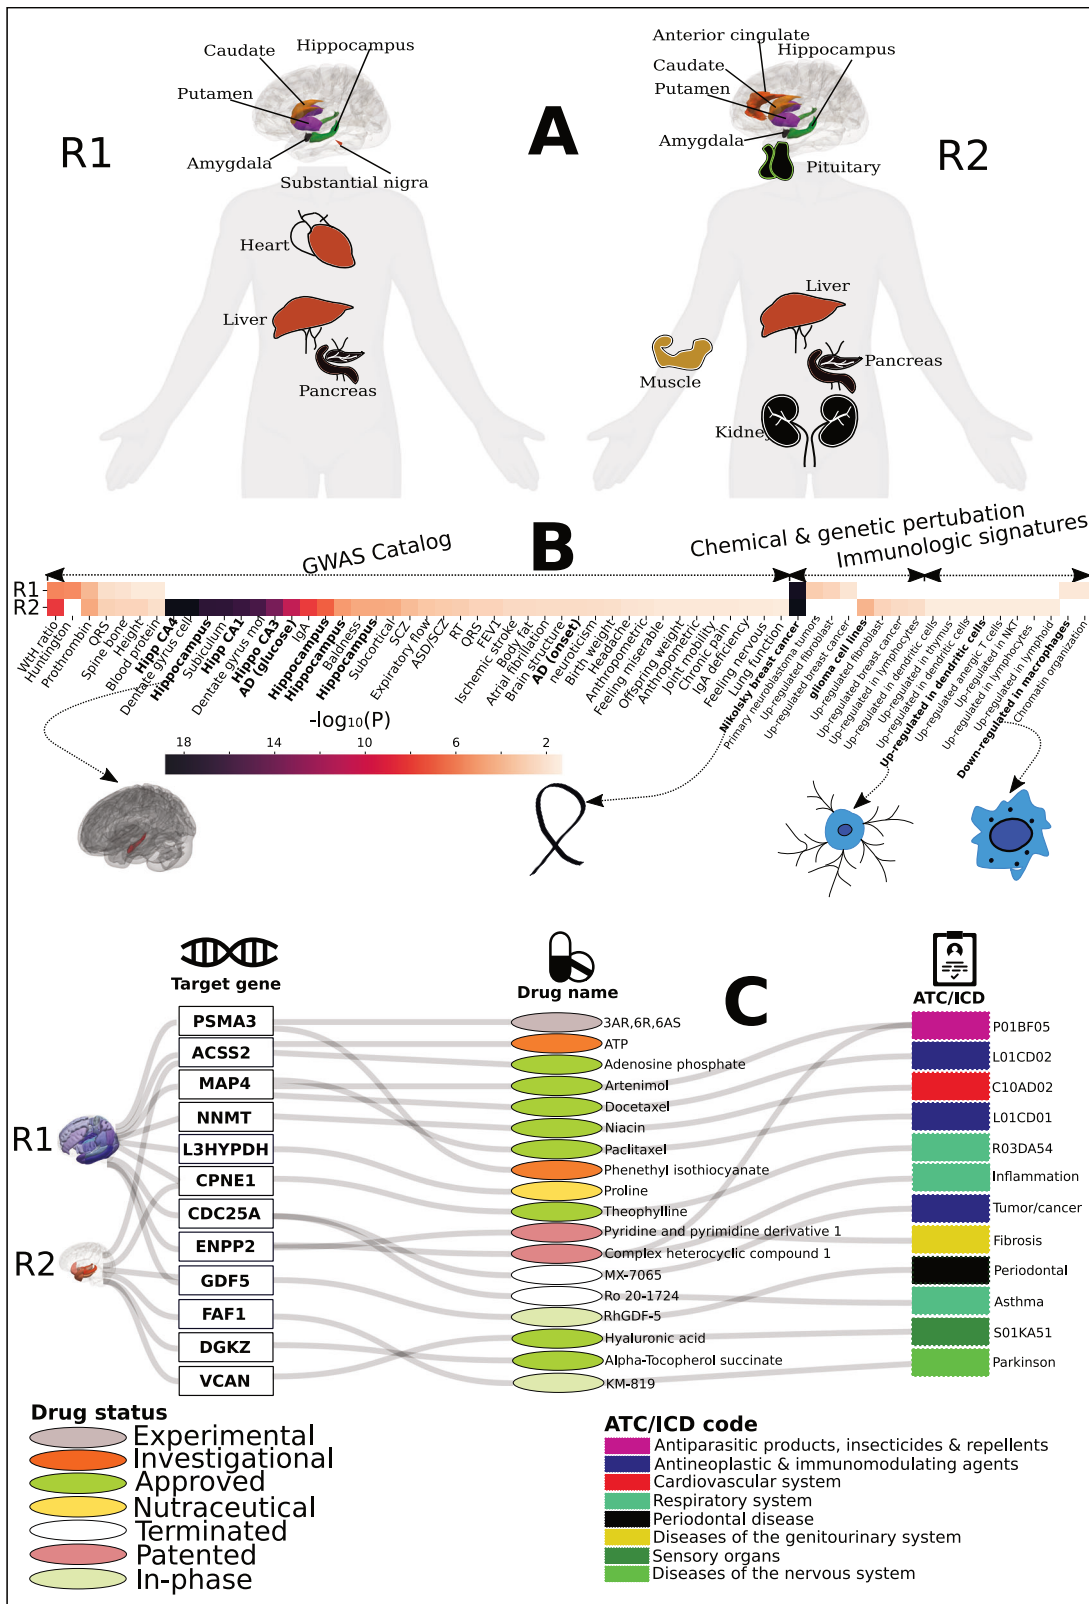 Caudate
Hippocampus
Putamen
Amygdala
Substantial nigra
R1
Heart
Liver
Pancreas
A
Anterior cingulate
Hippocampus
Caudate
Putamen
Amygdala
Pituitary
R2
Liver
Muscle
Pancreas
Kidney
B
GWAS Catalog
Chemical & genetic pertubation
Immunologic signatures
R1
R2
WtH ratio
Huntington
Prothrombin
QRS
Spine bone
Height
Blood protein
Hipp CA4
Dentate gyrus cell
Hippocampus
Subiculum
Hipp CA1
Dentate gyrus mol
Hippo CA3
AD (glucose)
IgA
Hippocampus
Hippocampus
Baldness
Hippocampus
Subcortical
SCZ
Expiratory flow
ASD/SCZ
RT
QRS
FEV1
Ischemic stroke
Body fat
Atrial fibrillation
Brain structure
AD (onset)
neuroticism
Birth weight
Headache
Anthropometric
Feeling miserable
Offspring weight
Anthropometric
Joint mobility
Chronic pain
IgA deficiency
Feeling nervous
Lung function
Nikolsky breast cancer
Primary neuroblastoma tumors
Up-regulated fibroblast
Up-regulated breast cancer
glioma cell lines
Up-regulated fibroblast
Up-regulated breast cancer
Up-regulated in lymphocytes
Up-regulated in dendritic cells
Up-regulated in thymus
Up-regulated in dendritic cells
Up-regulated in dendritic cells
Up-regulated anergic T cells
Up-regulated in NKT
Up-regulated in lymphocytes
Up-regulated in lymphoid
Down-regulated in macrophages
Chromalin organization
-log₁₀(P)
18
14
10
6
2
Target gene
PSMA3
ACSS2
MAP4
NNMT
L3HYPDH
CPNE1
CDC25A
ENPP2
GDF5
FAF1
DGKZ
VCAN
R1
R2
Drug name
C
3AR,6R,6AS
ATP
Adenosine phosphate
Artenimol
Docetaxel
Niacin
Paclitaxel
Phenethyl isothiocyanate
Proline
Theophylline
Pyridine and pyrimidine derivative 1
Complex heterocyclic compound 1
MX-7065
Ro 20-1724
RhGDF-5
Hyaluronic acid
Alpha-Tocopherol succinate
KM-819
ATC/ICD
P01BF05
L01CD02
C10AD02
L01CD01
R03DA54
Inflammation
Tumor/cancer
Fibrosis
Periodontal
Asthma
S01KA51
Parkinson
Drug status
Experimental
Investigational
Approved
Nutraceutical
Terminated
Patented
In-phase
ATC/ICD code
Antiparasitic products, insecticides & repellents
Antineoplastic & immunomodulating agents
Cardiovascular system
Respiratory system
Periodontal disease
Diseases of the genitourinary system
Sensory organs
Diseases of the nervous system